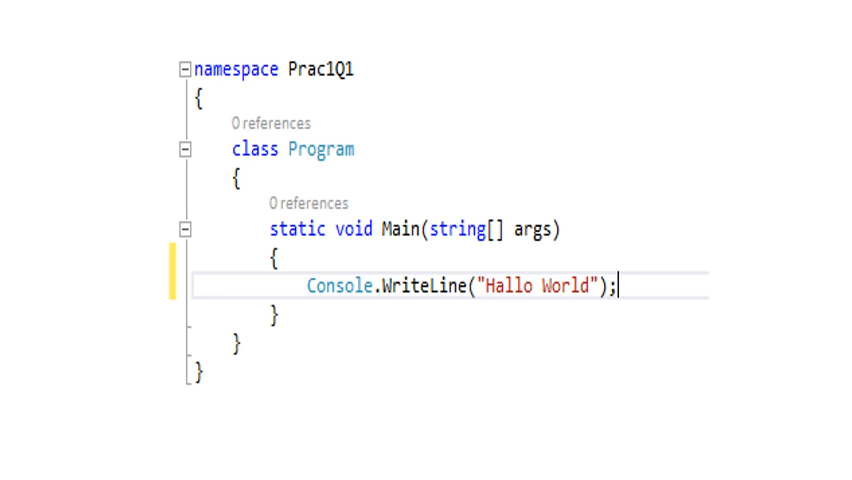 namespace Prac1Q1
{
0 references
class Program
{
0 references
static void Main(string[] args)
{
Console.WriteLine("Hallo World");
}
}
}